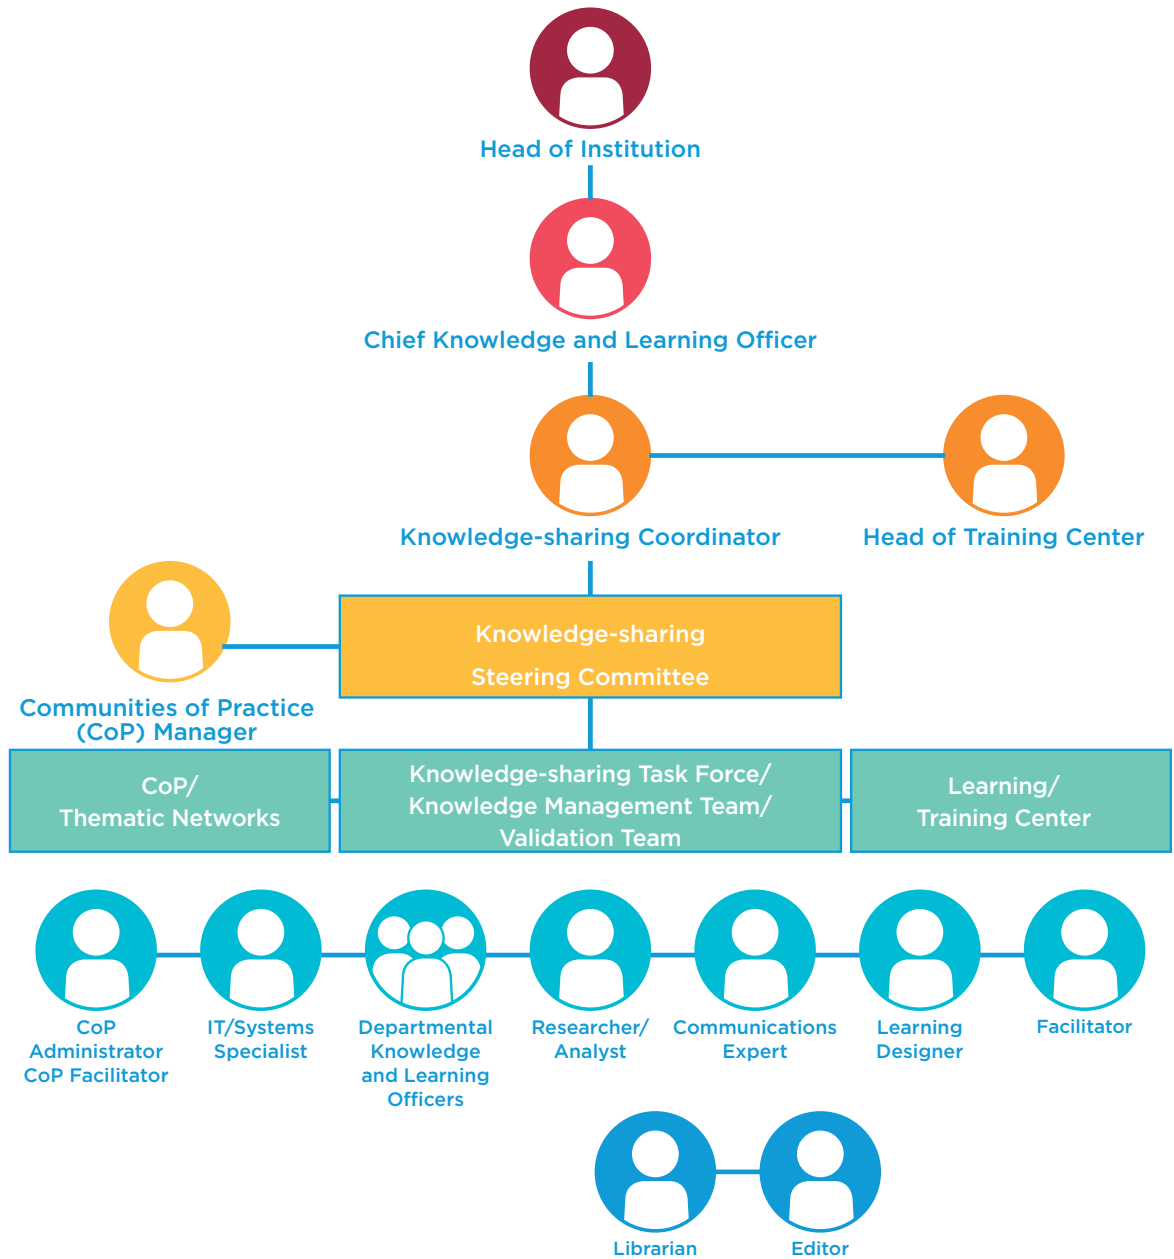 Head of Institution
Chief Knowledge and Learning Officer
Knowledge-sharing Coordinator
Head of Training Center
Knowledge-sharing
Steering Committee
Communities of Practice
(CoP) Manager
CoP/
Thematic Networks
Knowledge-sharing Task Force/
Knowledge Management Team/
Validation Team
Learning/
Training Center
CoP
Administrator
CoP Facilitator
IT/Systems
Specialist
Departmental
Knowledge
and Learning
Officers
Researcher/
Analyst
Communications
Expert
Learning
Designer
Facilitator
Librarian
Editor